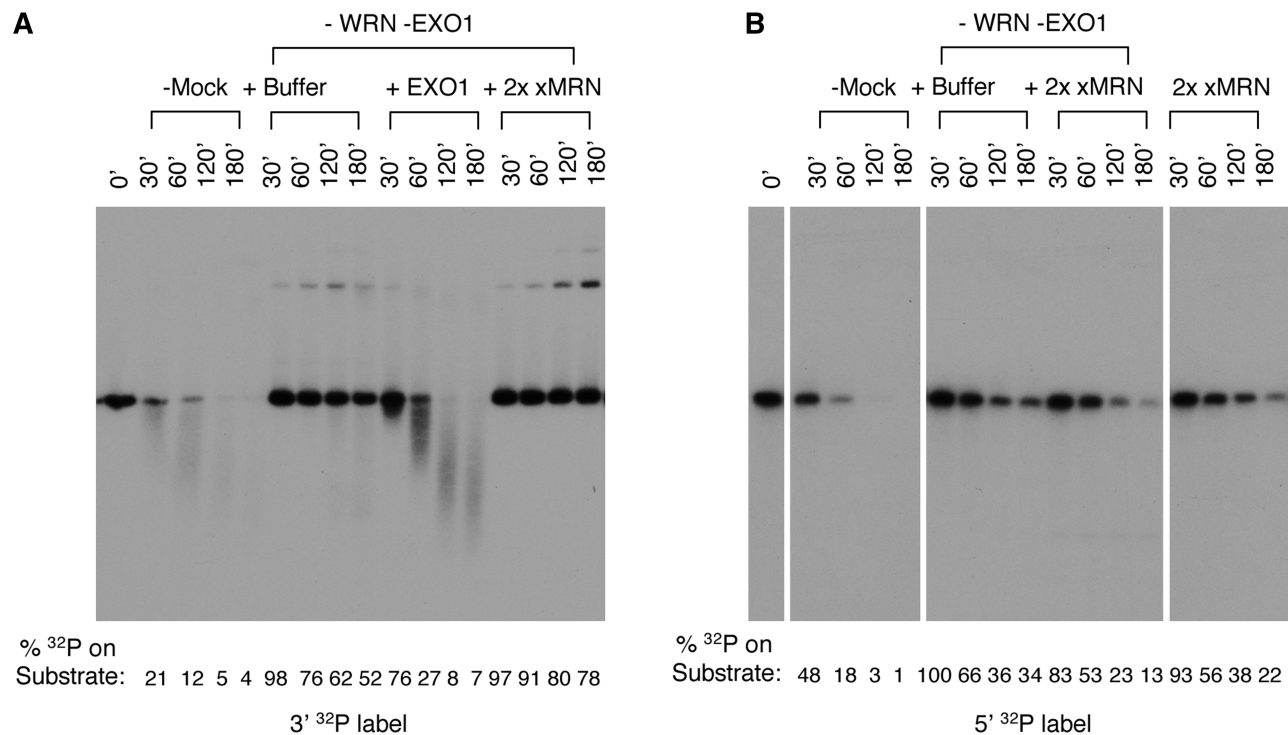 A
- WRN -EXO1
-Mock + Buffer + EXO1 + 2x xMRN
0' 30' 60' 120' 180' 30' 60' 120' 180' 30' 60' 120' 180' 30' 60' 120' 180'
% ³²P on
Substrate: 21 12 5 4 98 76 62 52 76 27 8 7 97 91 80 78
3’ ³²P label
B
- WRN -EXO1
-Mock + Buffer + 2x xMRN 2x xMRN
0' 30' 60' 120' 180' 30' 60' 120' 180' 30' 60' 120' 180' 30' 60' 120' 180'
% ³²P on
Substrate: 48 18 3 1 100 66 36 34 83 53 23 13 93 56 38 22
5’ ³²P label